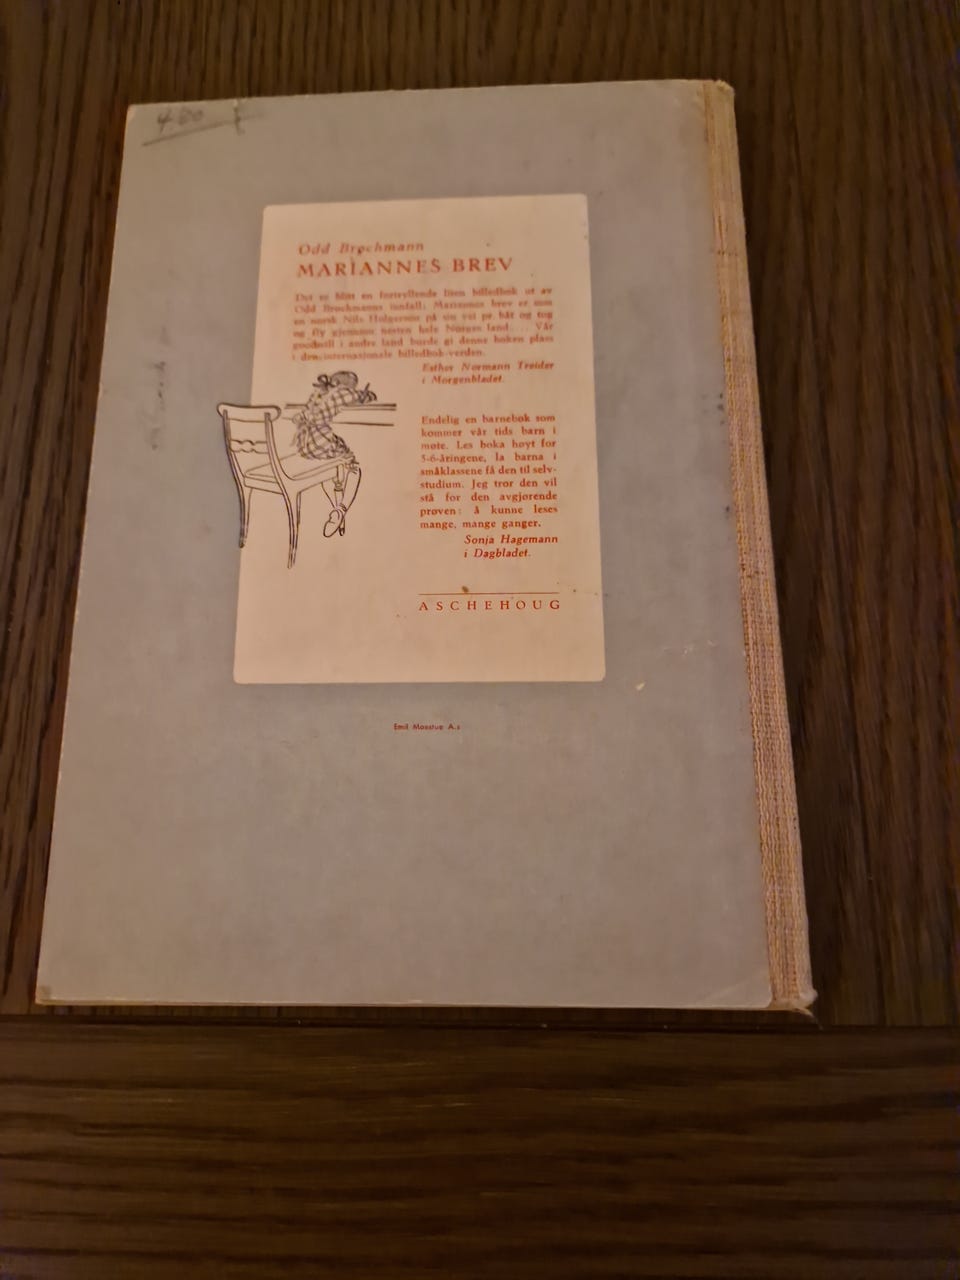 4.80
Odd Brochmann
MARIANNES BREV
Det er blitt en fortryllende liten billedbok ut av
Odd Brochmanns innfall: Mariannes brev er som
en norsk Nils Holgerson på sin vei pr. båt og tog
og fly gjennom nesten hele Norges land.... Vår
goodwill i andre land burde gi denne boken plass
i den internasjonale billedbok-verden.
Esther Normann Treider
i Morgenbladet.
Endelig en barnebok som
kommer vår tids barn i
møte. Les boka høyt for
5-6-åringene, la barna i
småklassene få den til selv-
studium. Jeg tror den vil
stå for den avgjørende
prøven: å kunne leses
mange, mange ganger.
Sonja Hagemann
i Dagbladet.
ASCHEHOUG
Emil Moestue A.s